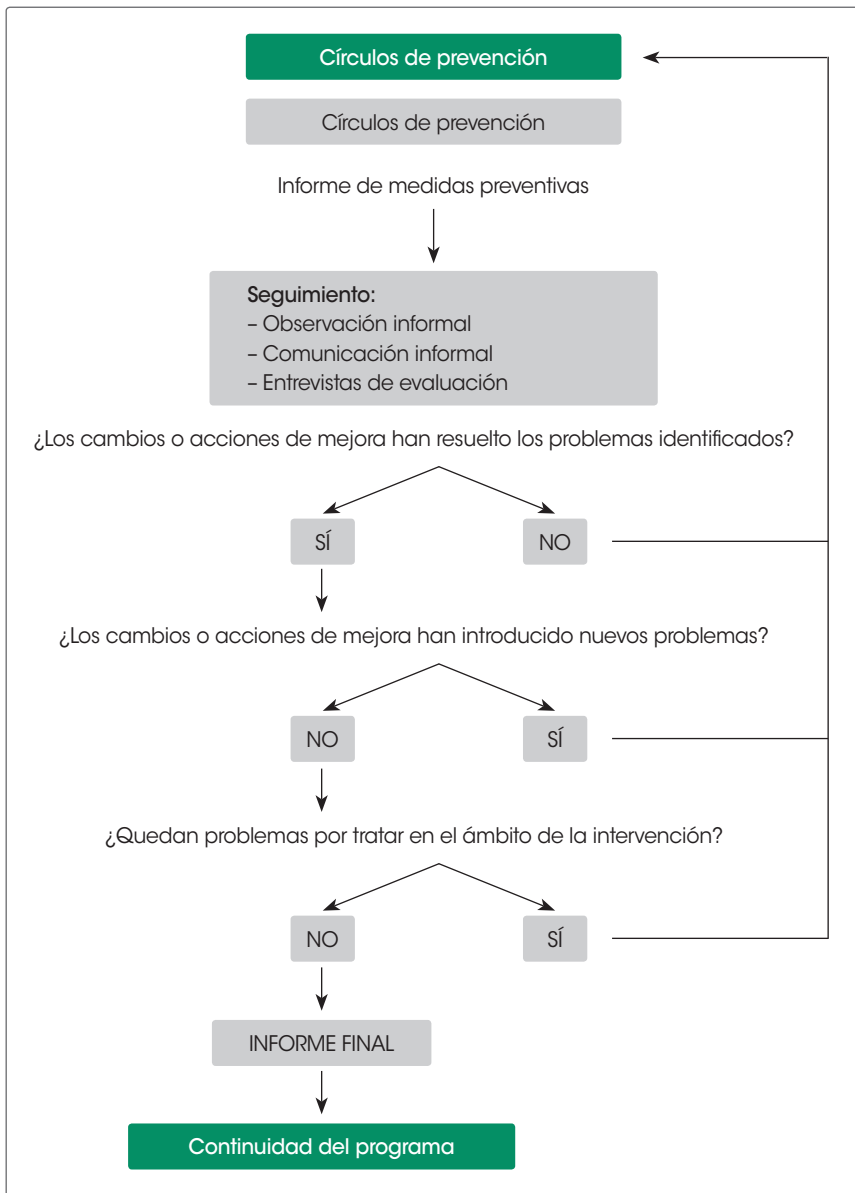 Círculos de prevención
Círculos de prevención
Informe de medidas preventivas
Seguimiento:
– Observación informal
– Comunicación informal
– Entrevistas de evaluación
¿Los cambios o acciones de mejora han resuelto los problemas identificados?
SÍ
NO
¿Los cambios o acciones de mejora han introducido nuevos problemas?
NO
SÍ
¿Quedan problemas por tratar en el ámbito de la intervención?
NO
SÍ
INFORME FINAL
Continuidad del programa